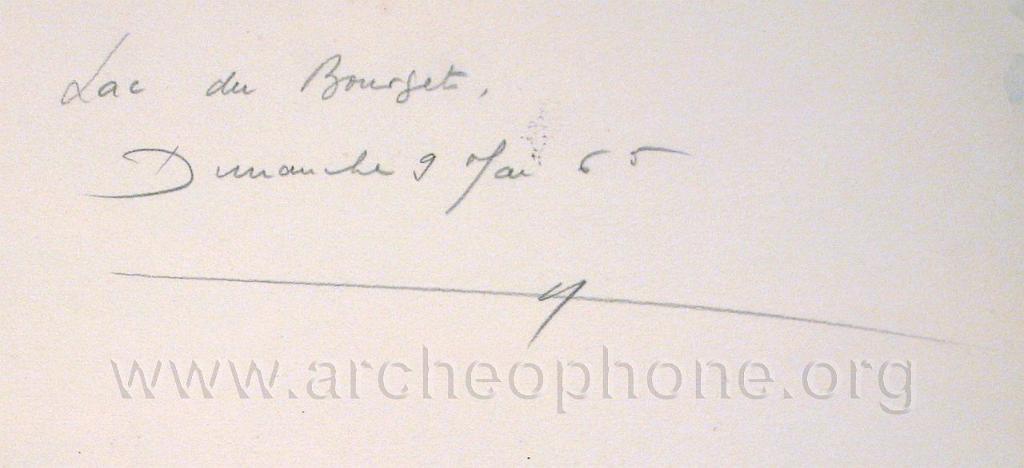 Lac du Bourget,
Dimanche 9 Mai 65
www.archeophone.org